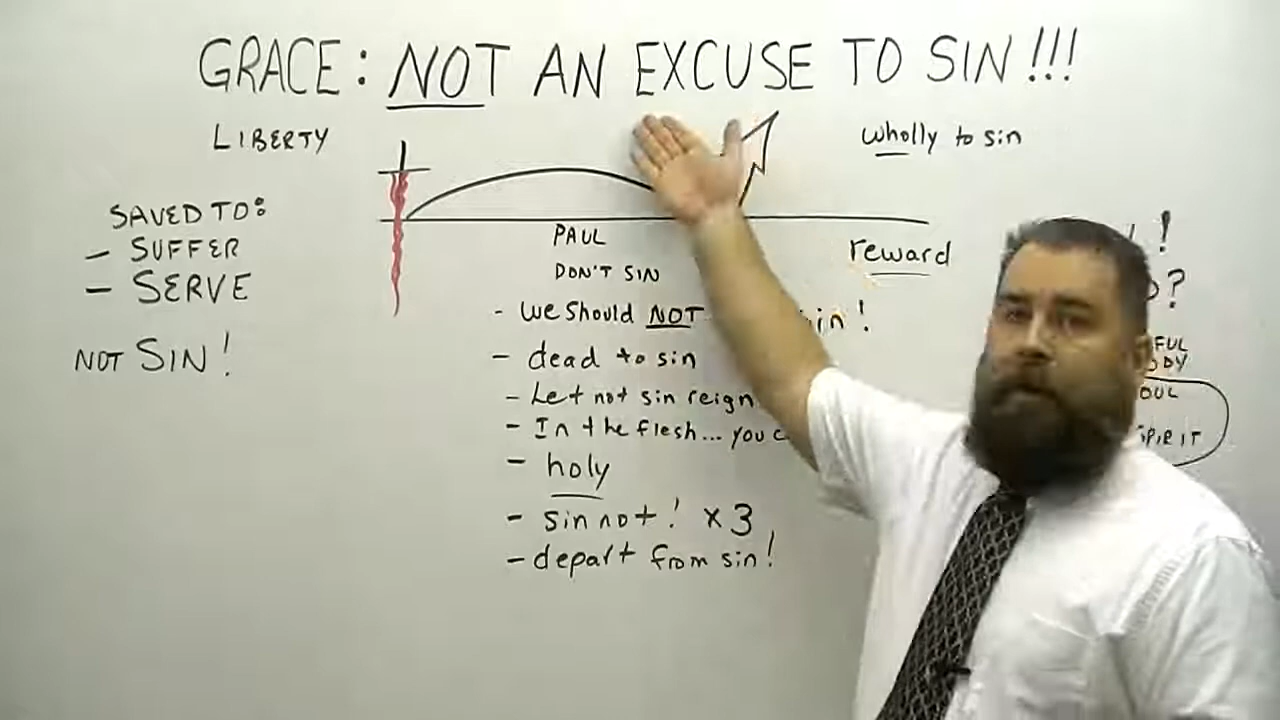 GRACE: NOT AN EXCUSE TO SIN!!!
LIBERTY
wholly to sin
SAVED TO:
- SUFFER
- SERVE
NOT SIN!
PAUL
DON'T SIN
reward
- We Should NOT
- dead to sin
- Let not sin reign
- In the flesh... you
- holly
- sin not! x3
- depart from sin!